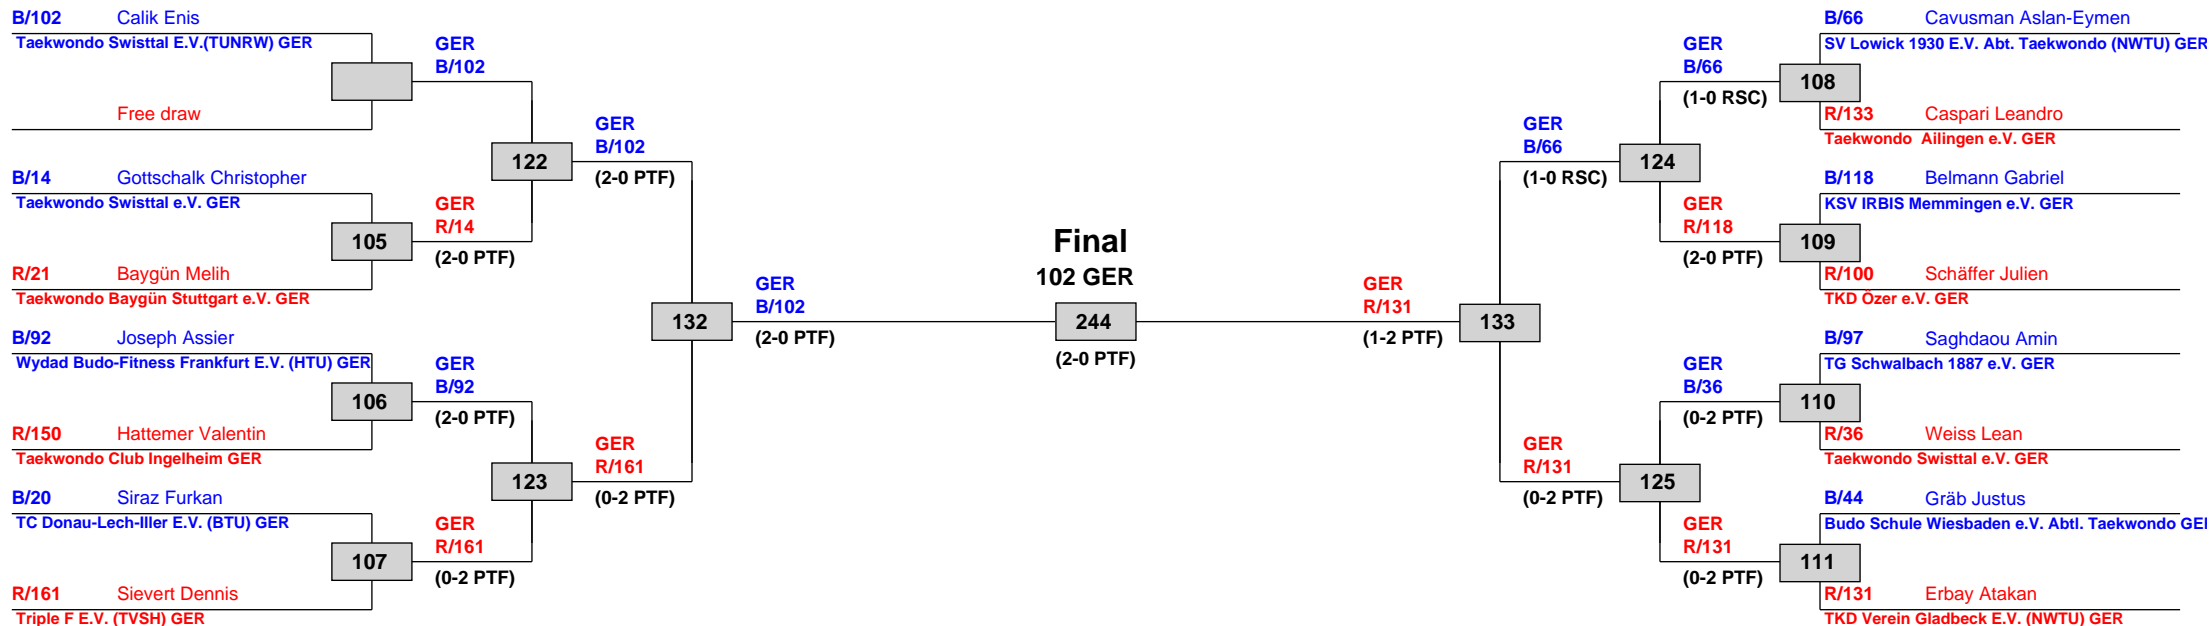 B/102 Calik Enis
Taekwondo Swisttal E.V.(TUNRW) GER
Free draw
B/14 Gottschalk Christopher
Taekwondo Swisttal e.V. GER
R/21 Baygün Melih
Taekwondo Baygün Stuttgart e.V. GER
B/92 Joseph Assier
Wydad Budo-Fitness Frankfurt E.V. (HTU) GER
R/150 Hattemer Valentin
Taekwondo Club Ingelheim GER
B/20 Siraz Furkan
TC Donau-Lech-Iller E.V. (BTU) GER
R/161 Sievert Dennis
Triple F E.V. (TVSH) GER
GER
B/102
105
GER
R/14
(2-0 PTF)
106
GER
B/92
(2-0 PTF)
107
GER
R/161
(0-2 PTF)
122
GER
B/102
(2-0 PTF)
123
GER
R/161
(0-2 PTF)
132
GER
B/102
(2-0 PTF)
Final
102 GER
244
(2-0 PTF)
GER
R/131
(1-2 PTF)
133
GER
B/66
(1-0 RSC)
124
GER
R/131
(0-2 PTF)
125
GER
B/66
(1-0 RSC)
108
GER
R/118
(2-0 PTF)
109
GER
B/36
(0-2 PTF)
110
GER
R/131
(0-2 PTF)
111
B/66 Cavusman Aslan-Eymen
SV Lowick 1930 E.V. Abt. Taekwondo (NWTU) GER
R/133 Caspari Leandro
Taekwondo Ailingen e.V. GER
B/118 Belmann Gabriel
KSV IRBIS Memmingen e.V. GER
R/100 Schäffer Julien
TKD Özer e.V. GER
B/97 Saghdaou Amin
TG Schwalbach 1887 e.V. GER
R/36 Weiss Lean
Taekwondo Swisttal e.V. GER
B/44 Gräb Justus
Budo Schule Wiesbaden e.V. Abtl. Taekwondo GE
R/131 Erbay Atakan
TKD Verein Gladbeck E.V. (NWTU) GER